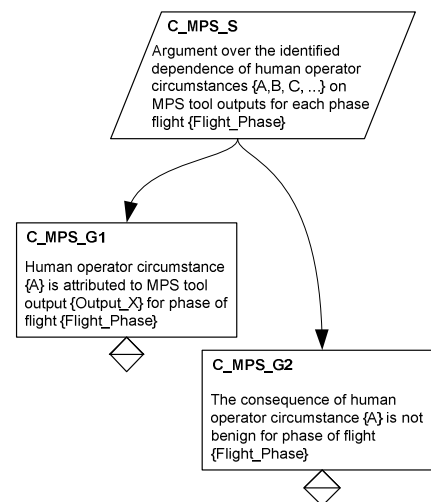 C_MPS_S
Argument over the identified
dependence of human operator
circumstances {A,B, C, ...} on
MPS tool outputs for each phase
flight {Flight_Phase}
C_MPS_G1
Human operator circumstance
{A} is attributed to MPS tool
output {Output_X} for phase of
flight {Flight_Phase}
C_MPS_G2
The consequence of human
operator circumstance {A} is not
benign for phase of flight
{Flight_Phase}